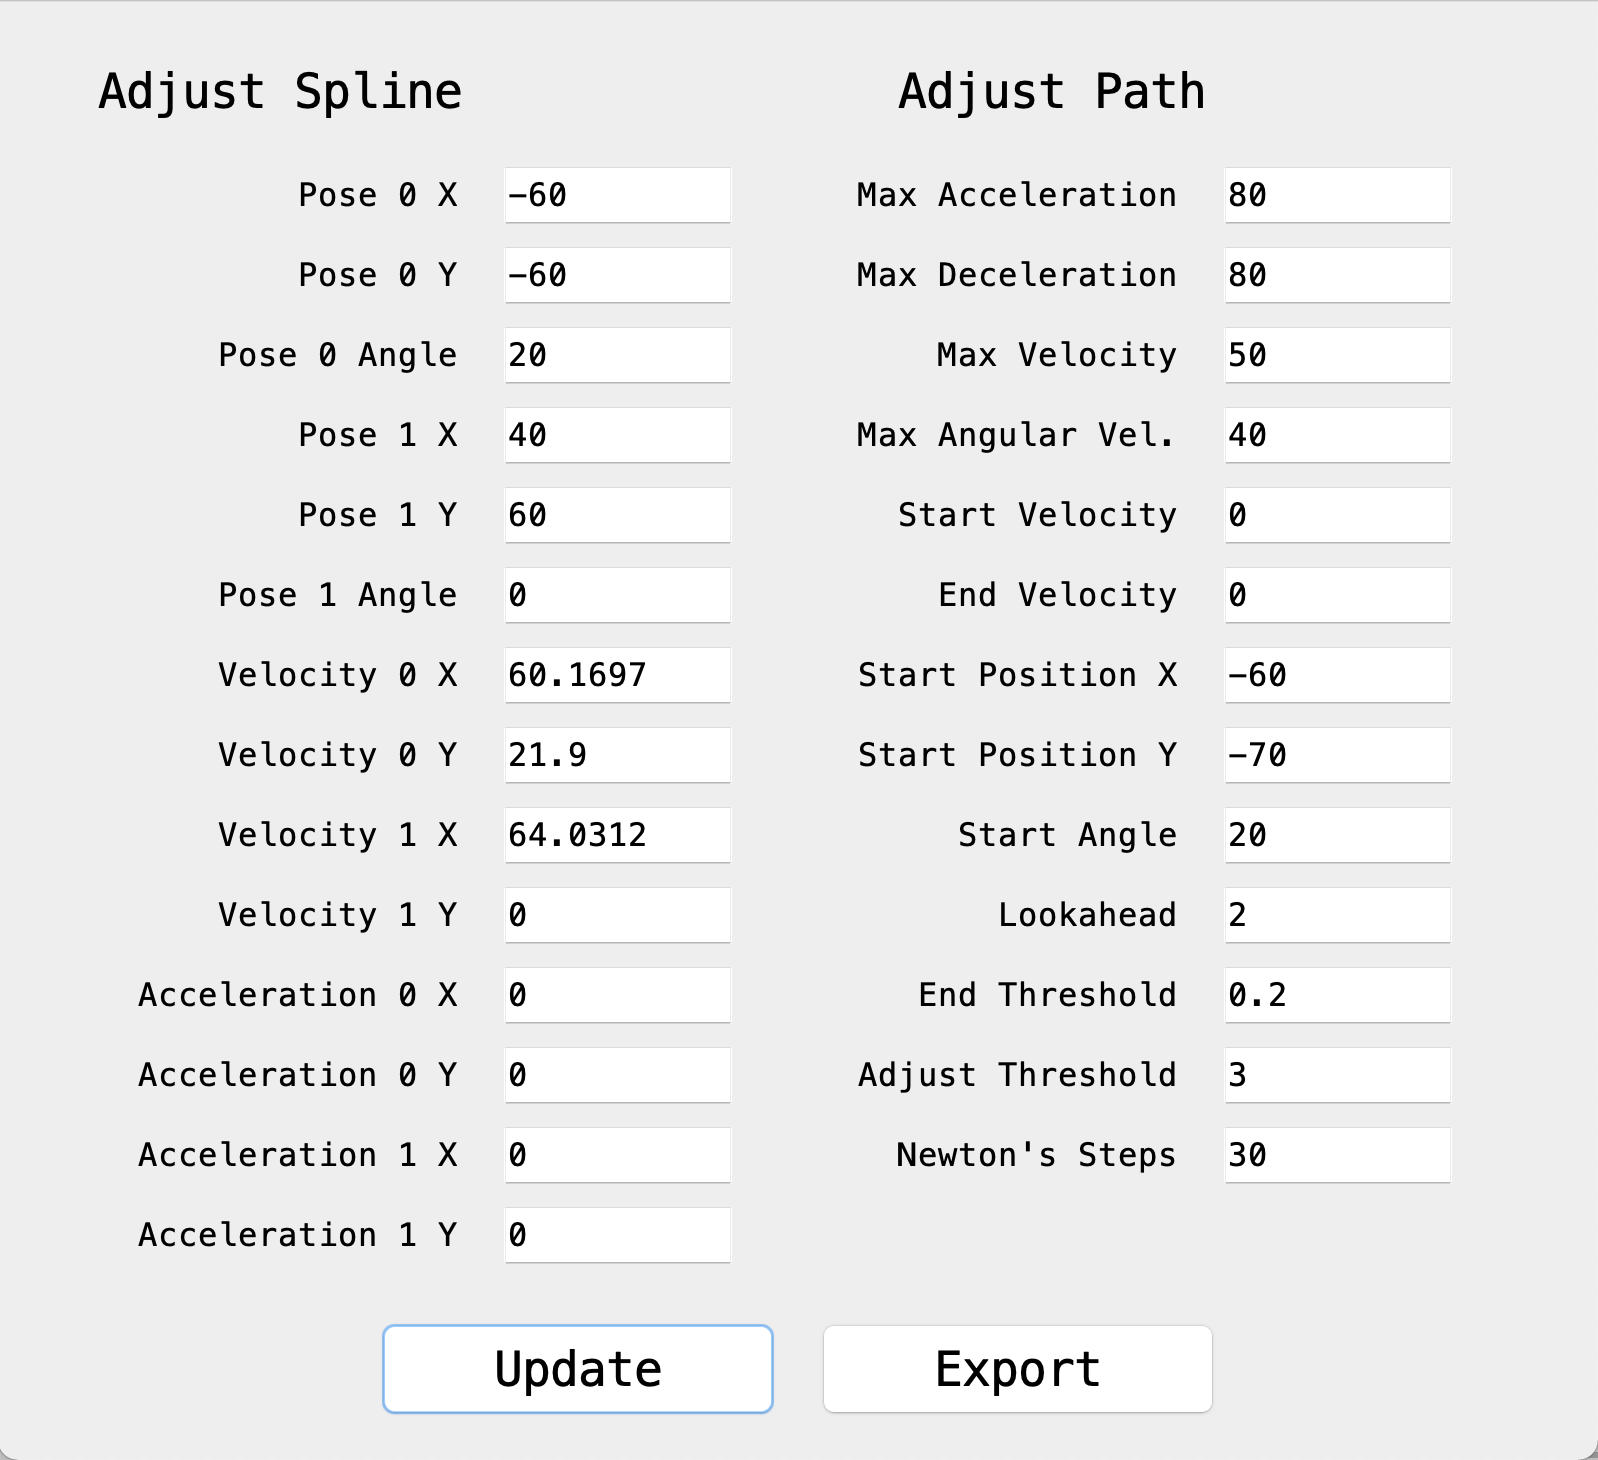 Adjust Spline
Pose 0 X -60
Pose 0 Y -60
Pose 0 Angle 20
Pose 1 X 40
Pose 1 Y 60
Pose 1 Angle 0
Velocity 0 X 60.1697
Velocity 0 Y 21.9
Velocity 1 X 64.0312
Velocity 1 Y 0
Acceleration 0 X 0
Acceleration 0 Y 0
Acceleration 1 X 0
Acceleration 1 Y 0
Adjust Path
Max Acceleration 80
Max Deceleration 80
Max Velocity 50
Max Angular Vel. 40
Start Velocity 0
End Velocity 0
Start Position X -60
Start Position Y -70
Start Angle 20
Lookahead 2
End Threshold 0.2
Adjust Threshold 3
Newton's Steps 30
Update
Export